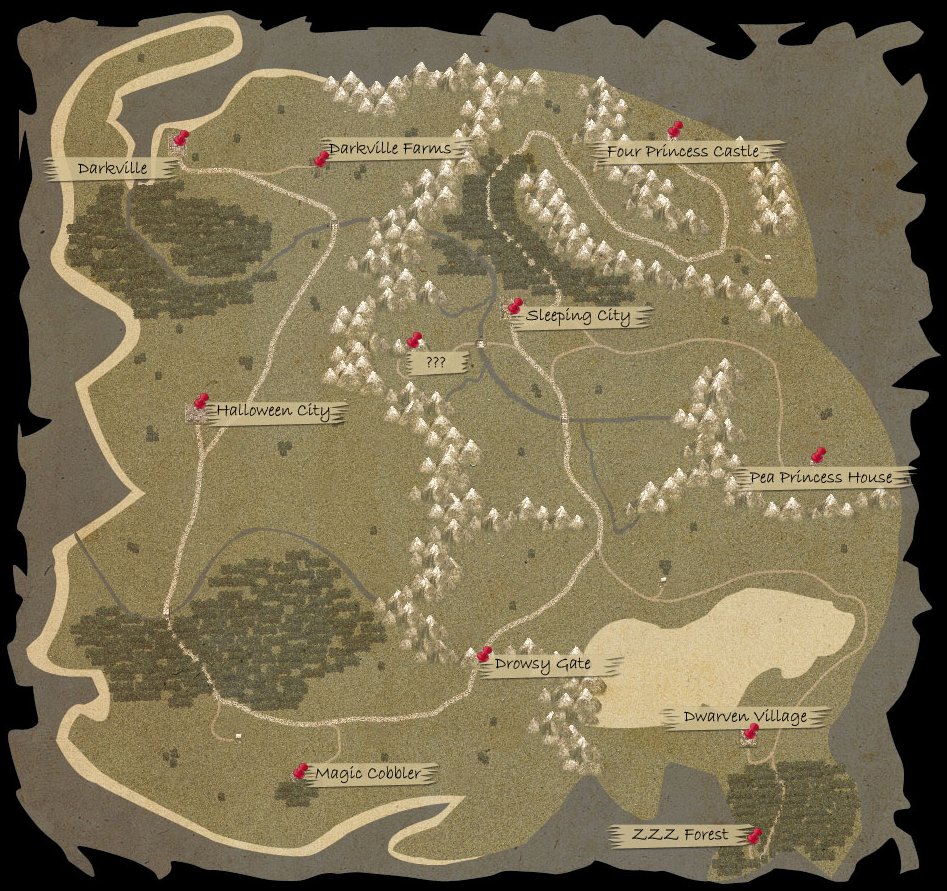 Darkville
Darkville Farms
Four Princess Castle
Sleeping City
???
Halloween City
Pea Princess House
Drowsy Gate
Dwarven Village
Magic Cobbler
ZZZ Forest